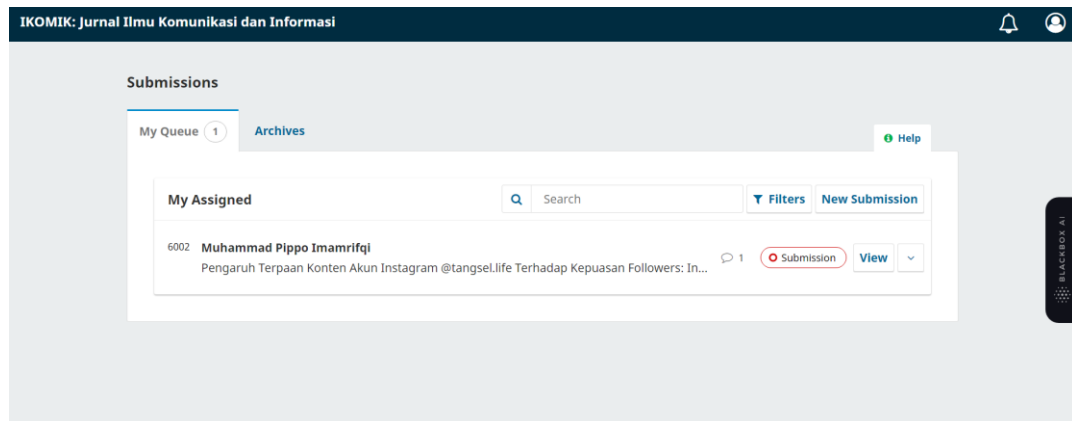 IKOMIK: Jurnal Ilmu Komunikasi dan Informasi
Submissions
My Queue 1 Archives
Help
My Assigned Search Filters New Submission
6002 Muhammad Pippo Imamrifqi
Pengaruh Terpaan Konten Akun Instagram @tangsel.life Terhadap Kepuasan Followers: In...
1 Submission View
BLACKBOX AI